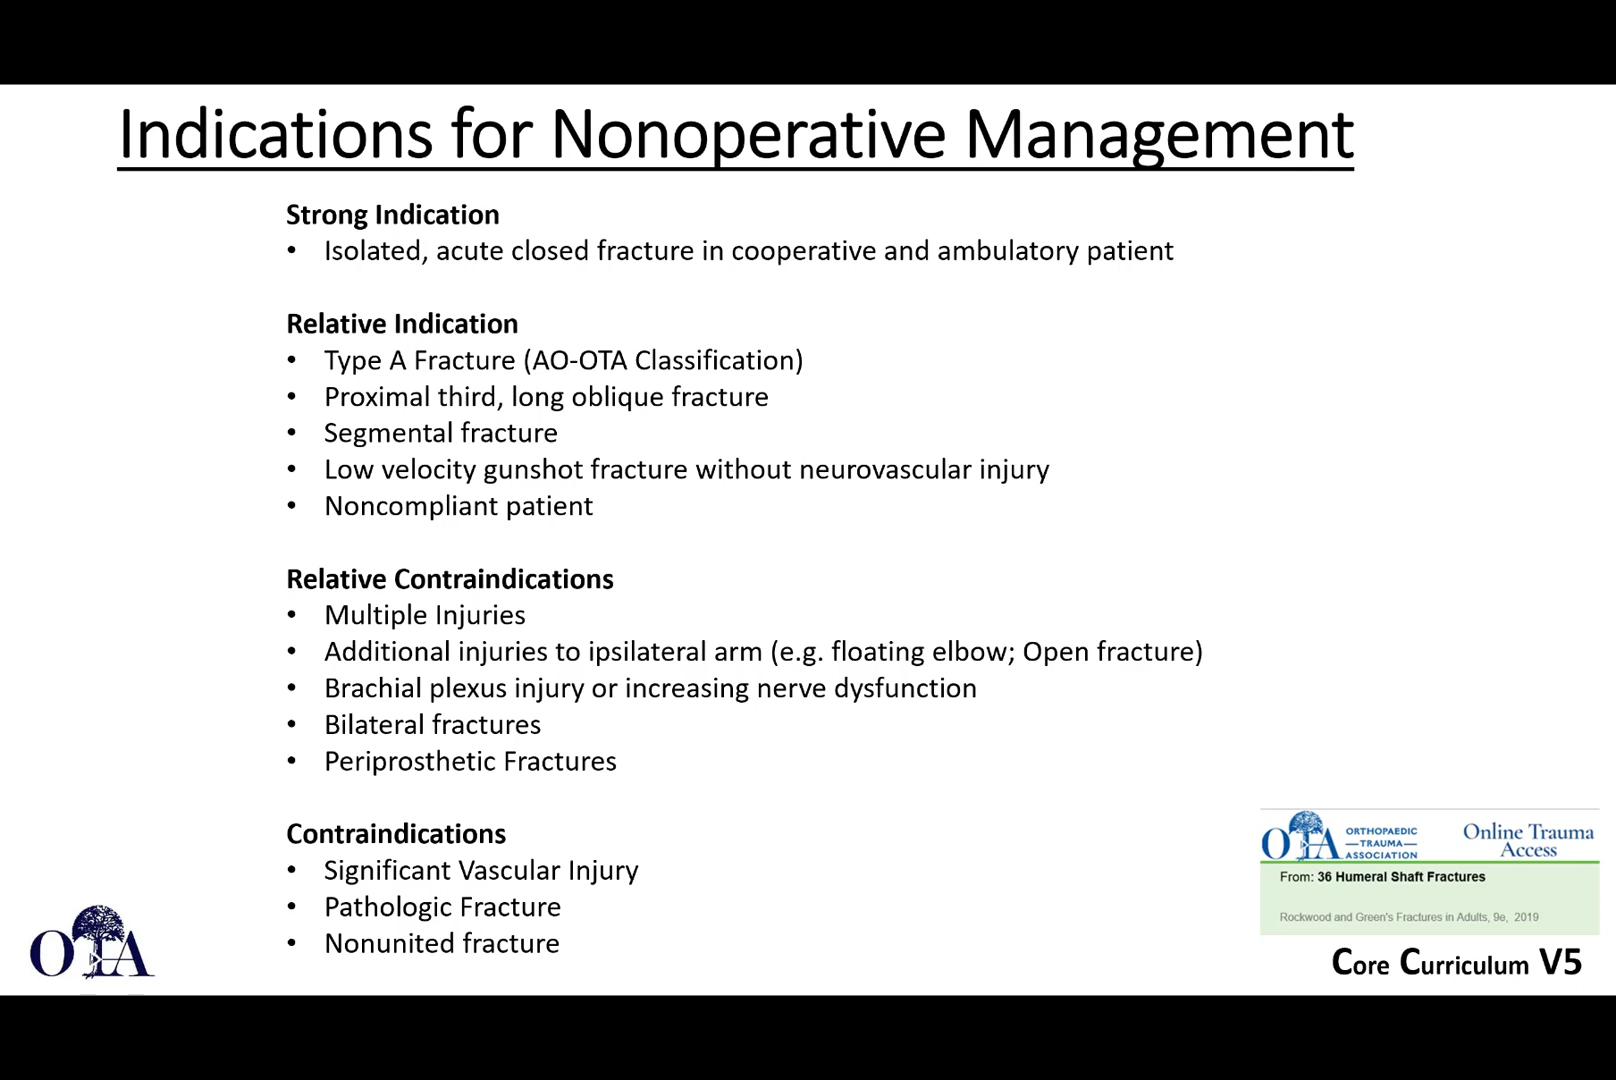 Indications for Nonoperative Management
Strong Indication
• Isolated, acute closed fracture in cooperative and ambulatory patient
Relative Indication
• Type A Fracture (AO-OTA Classification)
• Proximal third, long oblique fracture
• Segmental fracture
• Low velocity gunshot fracture without neurovascular injury
• Noncompliant patient
Relative Contraindications
• Multiple Injuries
• Additional injuries to ipsilateral arm (e.g. floating elbow; Open fracture)
• Brachial plexus injury or increasing nerve dysfunction
• Bilateral fractures
• Periprosthetic Fractures
Contraindications
• Significant Vascular Injury
• Pathologic Fracture
• Nonunited fracture
OTA
OTA
ORTHOPAEDIC
—TRAUMA—
ASSOCIATION
Online Trauma
Access
From: 36 Humeral Shaft Fractures
Rockwood and Green's Fractures in Adults, 9e, 2019
Core Curriculum V5